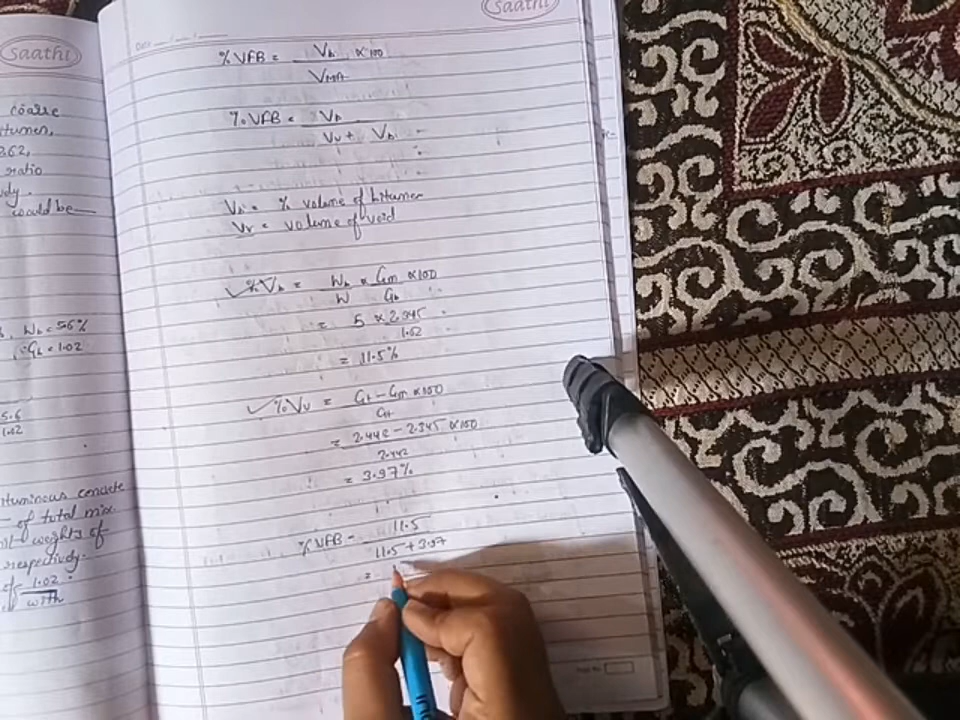 Saathi
coarse
bitumen,
362,
ratio
would be
, Wb = 5.6%
, Gb = 1.02
5.6
1.02
bituminous concrete
of total mix.
weights of
respectively.
of 1.02
with
Saathi
% VFB = Vb × 100
VMA
% VFB = Vb
Vv + Vb
Vb = % volume of bitumen
Vv = volume of void
✓ % Vb = Wb × Gm × 100
W Gb
= 5 × 2.345
1.02
= 11.5%
✓ % Vv = Gt - Gm × 100
Gt
= 2.442 - 2.345 × 100
2.442
= 3.97%
% VFB = 11.5
11.5 + 3.97
=